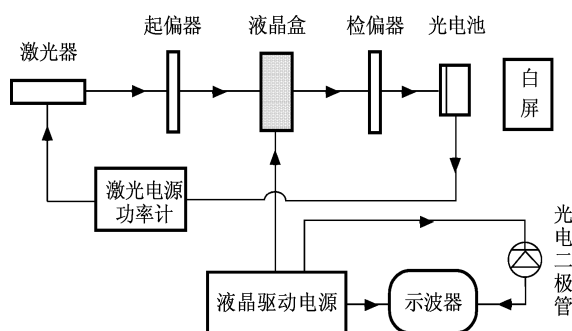 激光器
起偏器
液晶盒
检偏器
光电池
白
屏
激光电源
功率计
光
电
二
极
管
液晶驱动电源
示波器